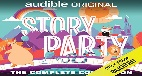 audible ORIGINAL
STORY
PARTY
THE COMPLETE COLLECTION